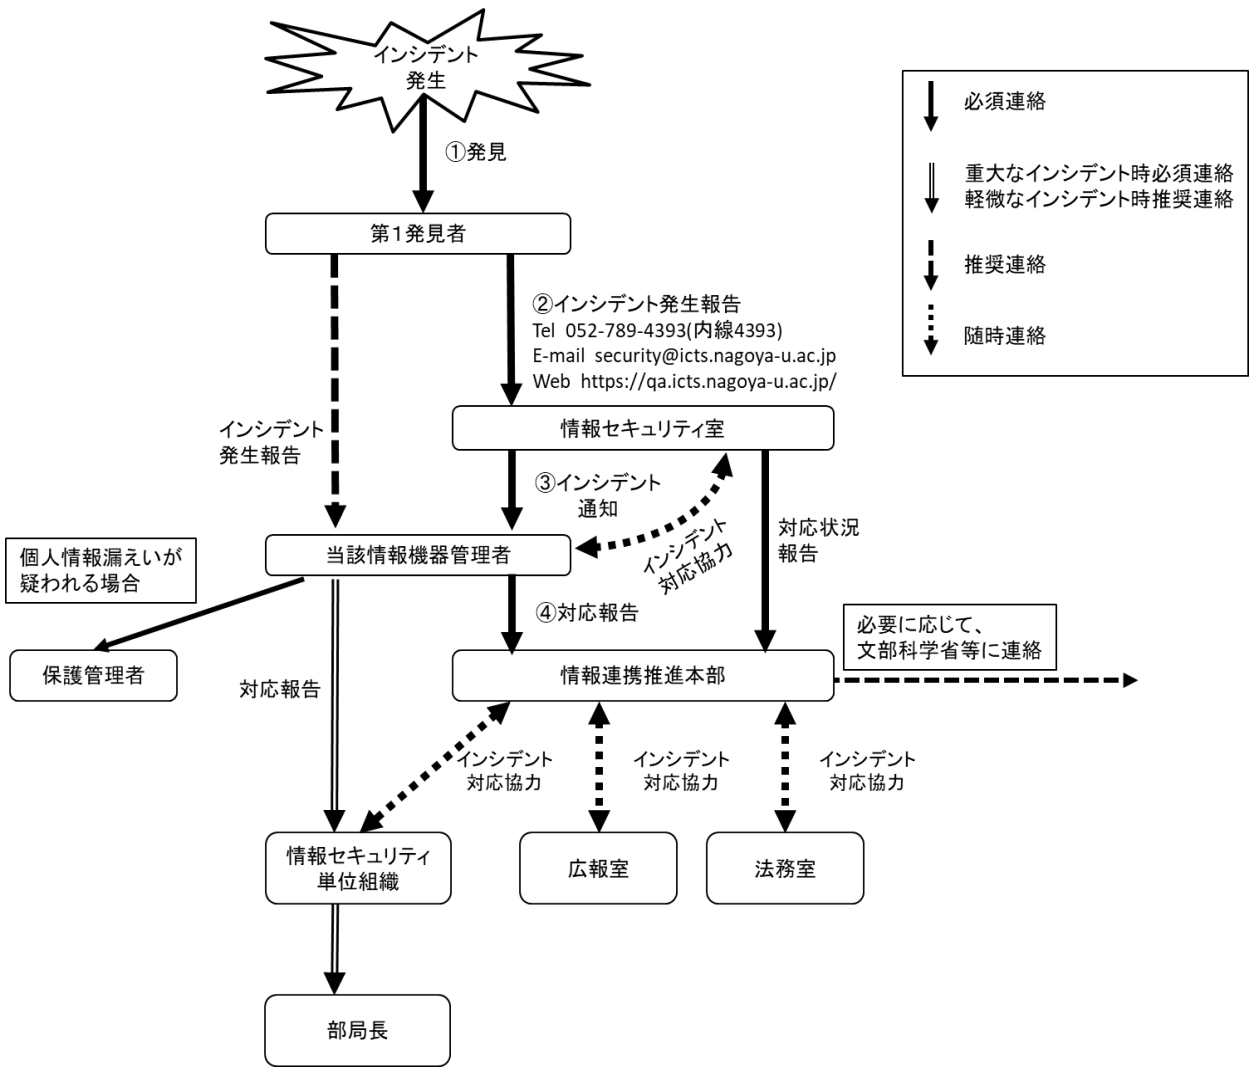 インシデント
発生
①発見
第1発見者
必須連絡
重大なインシデント時必須連絡
軽微なインシデント時推奨連絡
推奨連絡
随時連絡
②インシデント発生報告
Tel 052-789-4393(内線4393)
E-mail security@icts.nagoya-u.ac.jp
Web https://qa.icts.nagoya-u.ac.jp/
インシデント
発生報告
情報セキュリティ室
③インシデント
通知
インシデント
対応協力
対応状況
報告
当該情報機器管理者
個人情報漏えいが
疑われる場合
保護管理者
④対応報告
対応報告
情報連携推進本部
必要に応じて、
文部科学省等に連絡
インシデント
対応協力
インシデント
対応協力
インシデント
対応協力
情報セキュリティ
単位組織
広報室
法務室
部局長